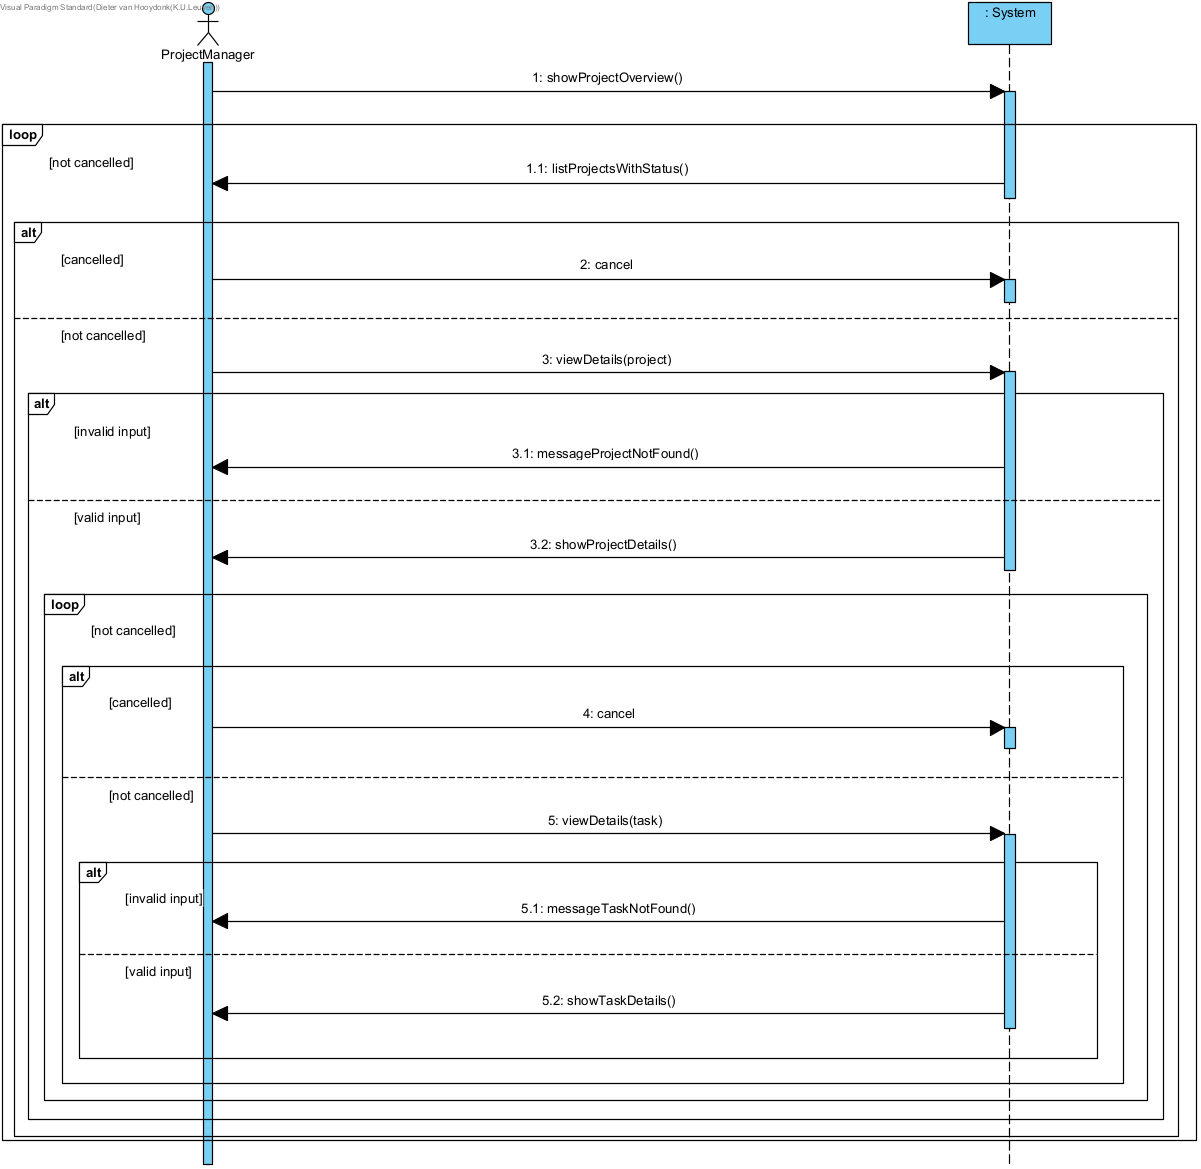 Visual Paradigm Standard(Dieter van Hooydonk(K.U.Leu
: System
ProjectManager
1: showProjectOverview()
loop
[not cancelled]
1.1: listProjectsWithStatus()
alt
[cancelled]
2: cancel
[not cancelled]
3: viewDetails(project)
alt
[invalid input]
3.1: messageProjectNotFound()
[valid input]
3.2: showProjectDetails()
loop
[not cancelled]
alt
[cancelled]
4: cancel
[not cancelled]
5: viewDetails(task)
alt
[invalid input]
5.1: messageTaskNotFound()
[valid input]
5.2: showTaskDetails()